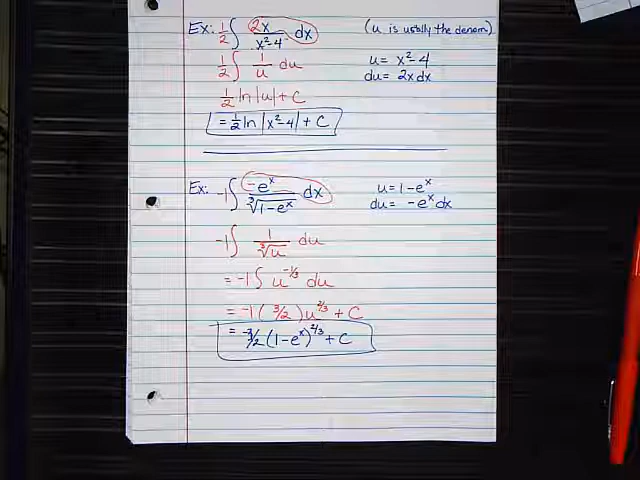 Ex: ½ ∫ 2x/(x²-4) dx (u is usually the denom)
½ ∫ 1/u du u = x²-4
du = 2x dx
½ ln|u| + C
= ½ ln|x²-4| + C
Ex: -1 ∫ -eˣ/∛(1-eˣ) dx u = 1-eˣ
du = -eˣ dx
-1 ∫ 1/∛u du
= -1 ∫ u^(-1/3) du
= -1 (3/2) u^(2/3) + C
= -3/2 (1-eˣ)^(2/3) + C